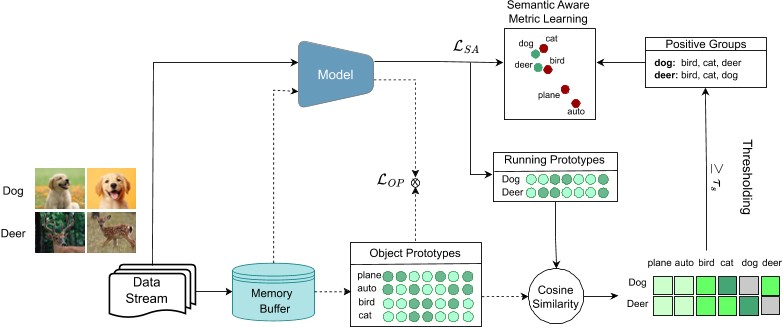 Semantic Aware
Metric Learning
dog
cat
deer
bird
plane
auto
Positive Groups
dog: bird, cat, deer
deer: bird, cat, dog
Model
ℒ_SA
ℒ_OP
Running Prototypes
Dog
Deer
Thresholding
≥ τ_s
Dog
Deer
Data
Stream
Memory
Buffer
Object Prototypes
plane
auto
bird
cat
Cosine
Similarity
plane auto bird cat dog deer
Dog
Deer